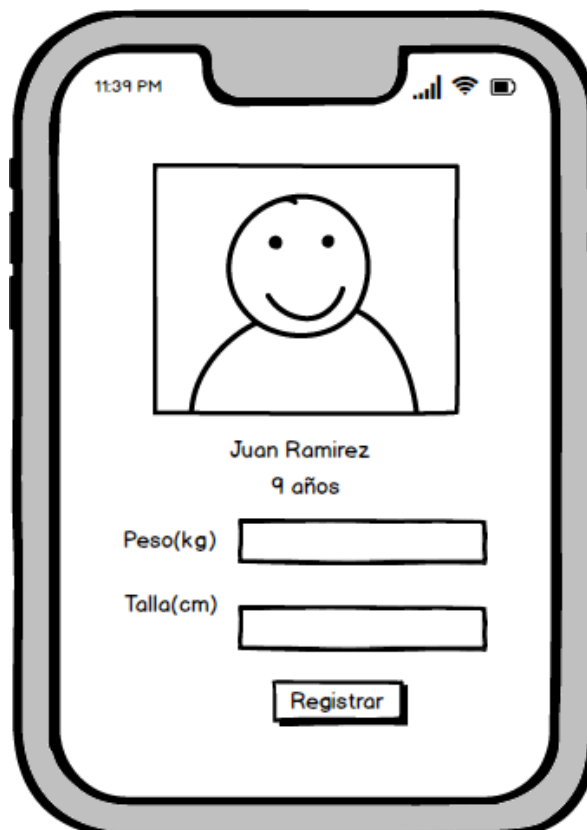 11:39 PM
Juan Ramirez
9 años
Peso(kg)
Talla(cm)
Registrar